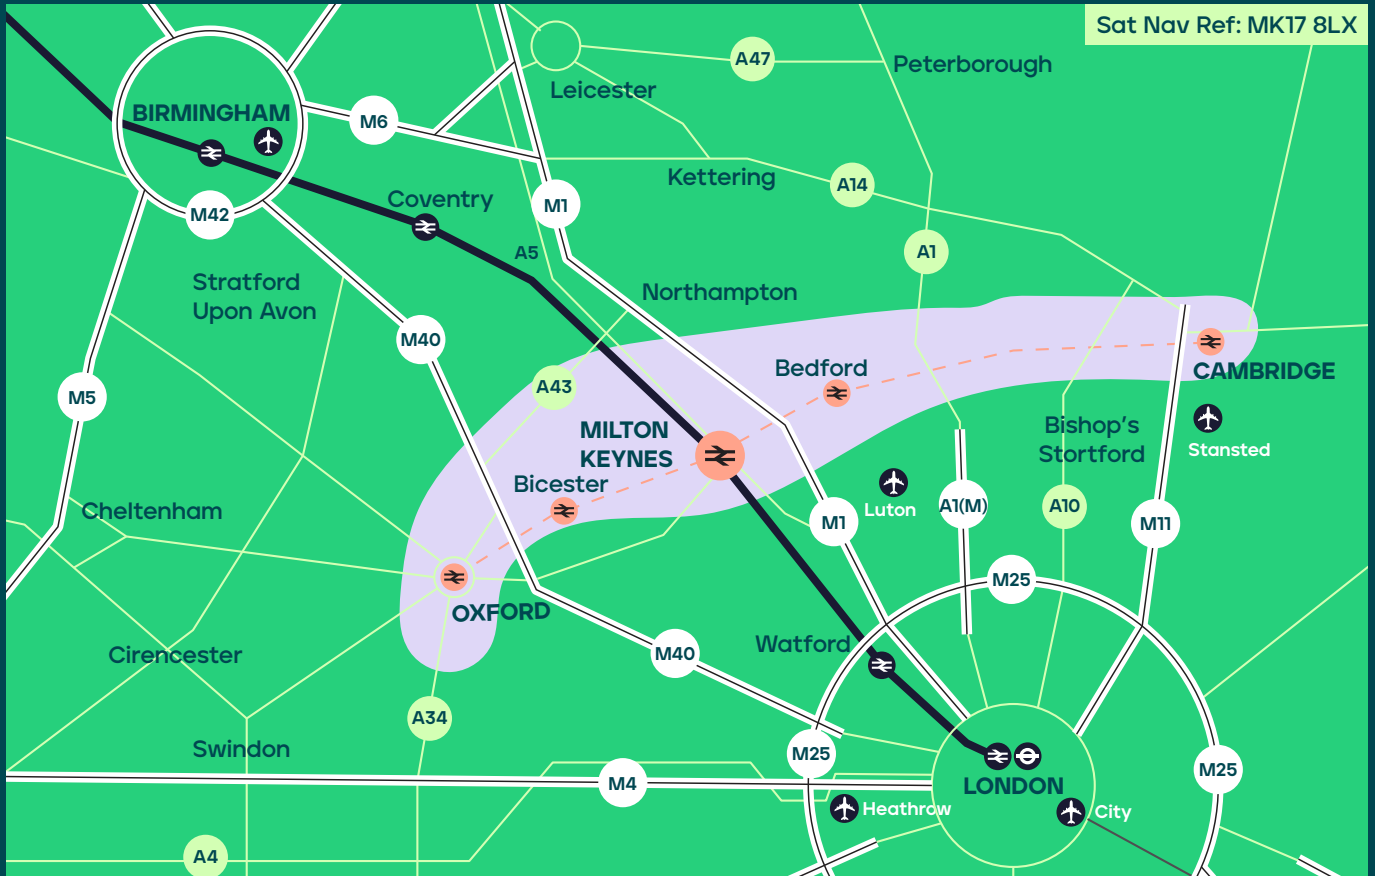 Sat Nav Ref: MK17 8LX
A47
Peterborough
Leicester
BIRMINGHAM
M6
Kettering
A14
Coventry
M1
M42
A5
A1
Stratford
Upon Avon
Northampton
M40
Bedford
CAMBRIDGE
A43
M5
MILTON
KEYNES
Bishop's
Stortford
Stansted
Bicester
Cheltenham
Luton
A1(M)
A10
M1
M11
M25
OXFORD
Cirencester
M40
Watford
A34
Swindon
M25
M25
M4
LONDON
Heathrow
City
A4